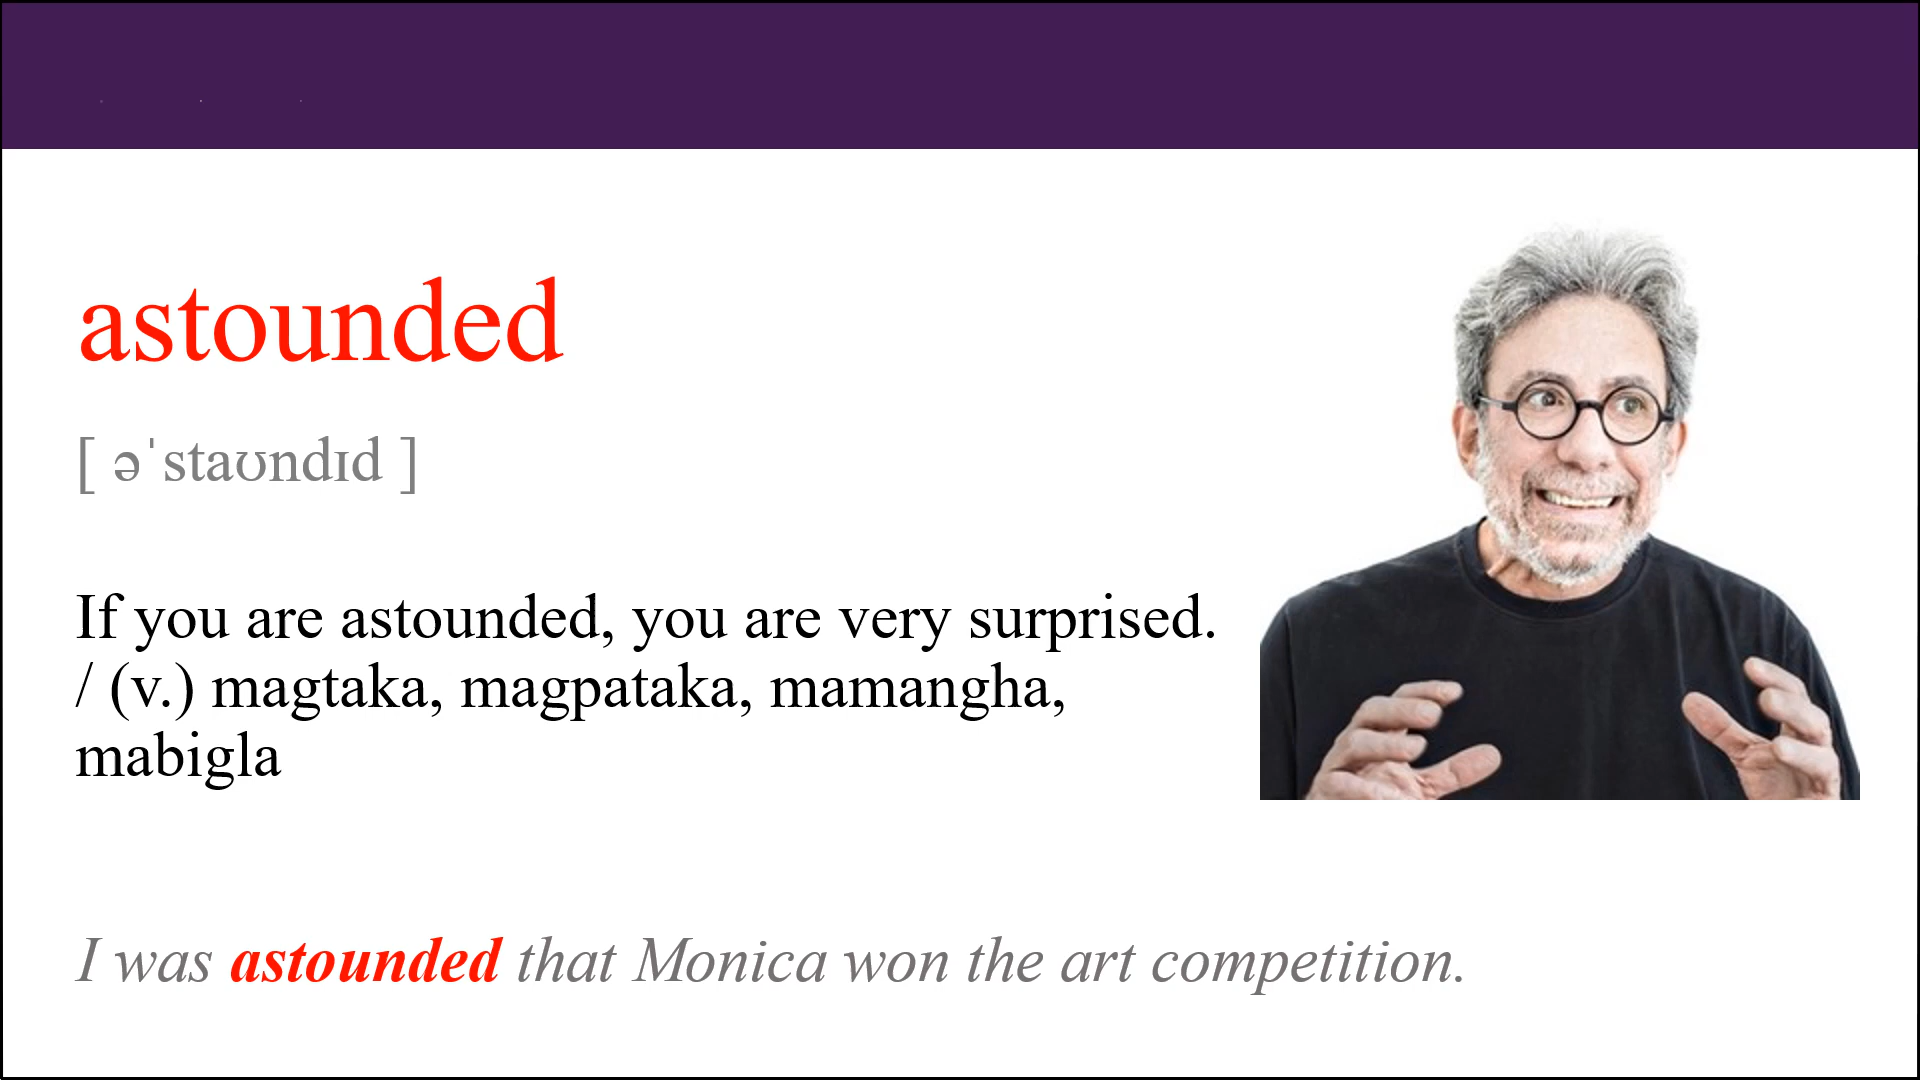 astounded
[ əˈstaʊndɪd ]
If you are astounded, you are very surprised.
/ (v.) magtaka, magpataka, mamangha,
mabigla
I was astounded that Monica won the art competition.